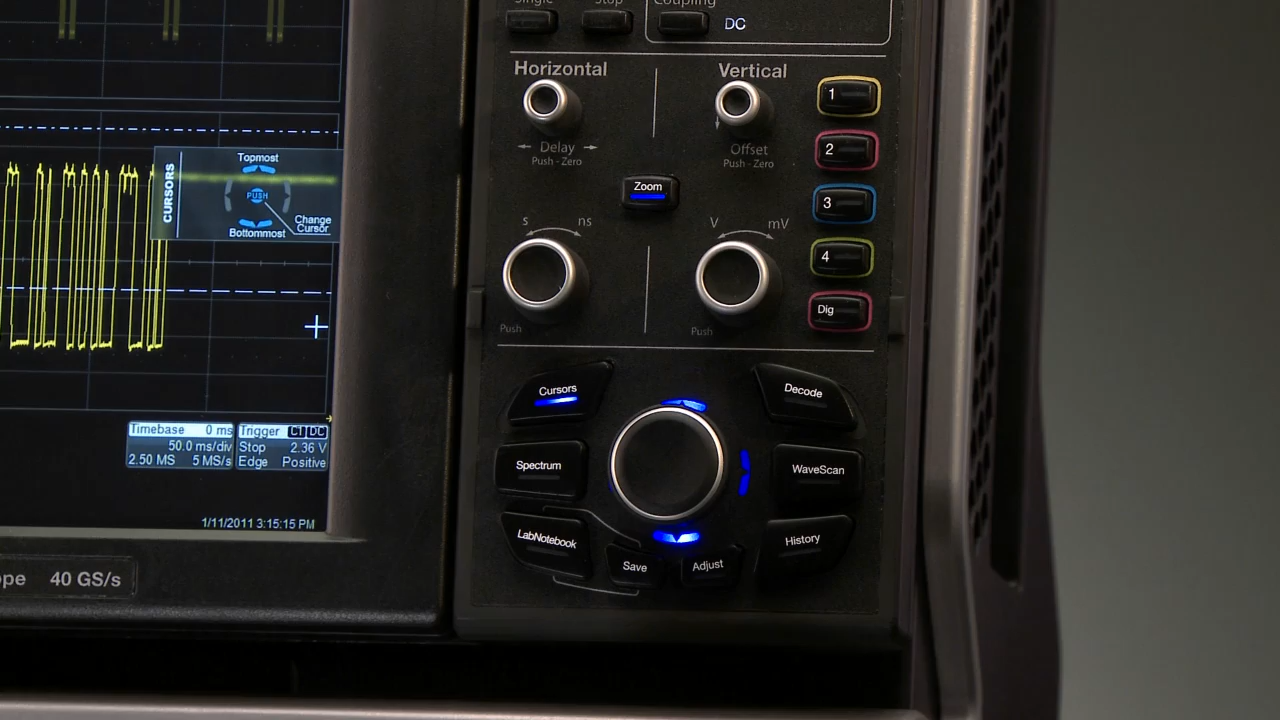 Single
Stop
Coupling
DC
Horizontal
Vertical
1
Delay
Push - Zero
Offset
Push - Zero
2
Zoom
3
s
ns
V
mV
4
Push
Push
Dig
Cursors
Decode
Spectrum
WaveScan
LabNotebook
History
Save
Adjust
CURSORS
Topmost
PUSH
Change
Cursor
Bottommost
Timebase 0 ms
50.0 ms/div
2.50 MS 5 MS/s
Trigger C1 DC
Stop 2.36 V
Edge Positive
1/11/2011 3:15:15 PM
ope 40 GS/s